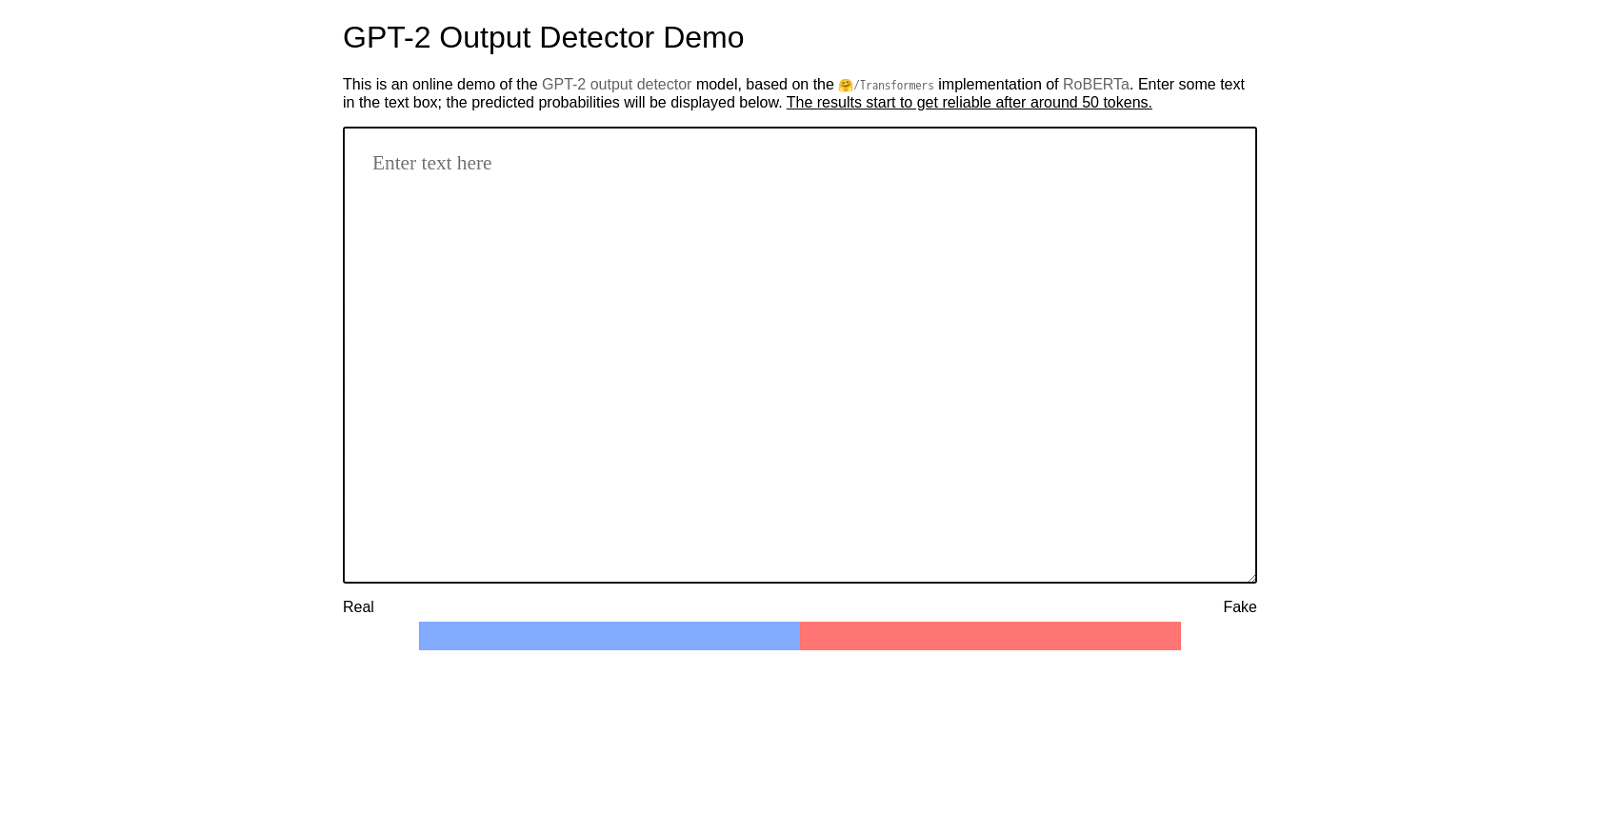 GPT-2 Output Detector Demo
This is an online demo of the GPT-2 output detector model, based on the 🤗/Transformers implementation of RoBERTa. Enter some text
in the text box; the predicted probabilities will be displayed below. The results start to get reliable after around 50 tokens.
Enter text here
Real Fake